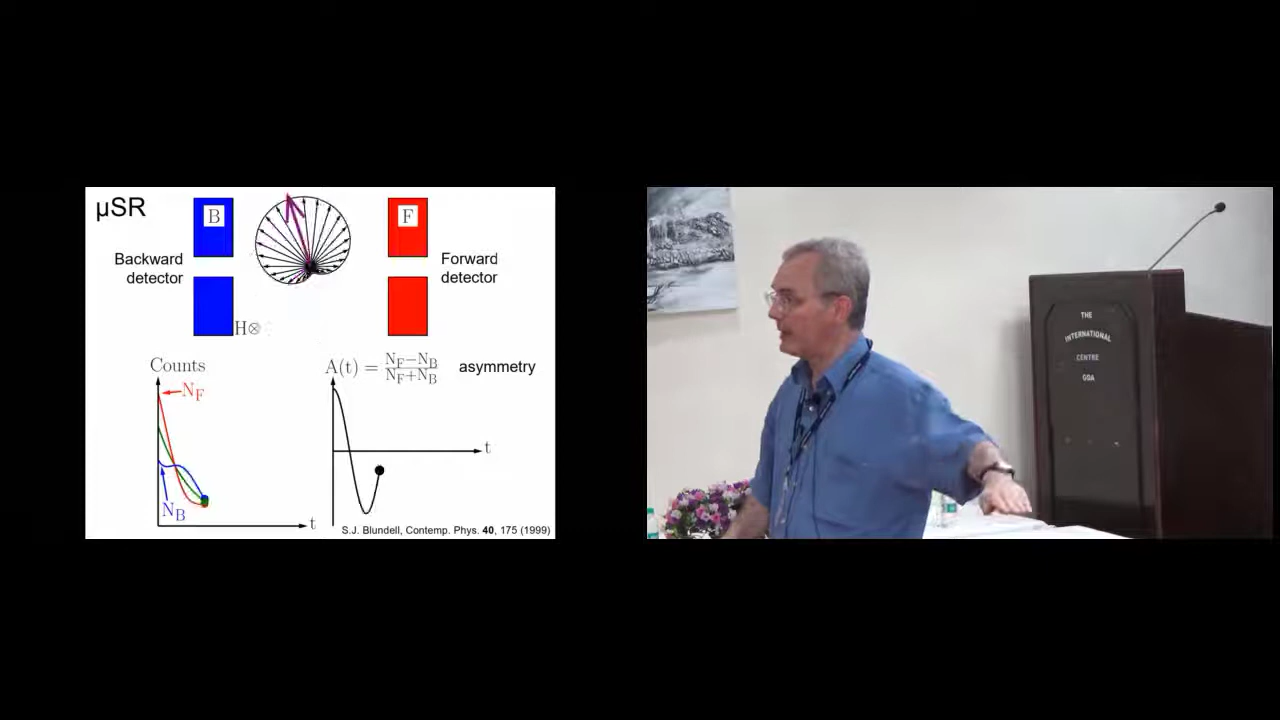 µSR
B
F
Backward
detector
Forward
detector
H⊗
Counts
N_F
N_B
t
A(t) = \frac{N_F−N_B}{N_F+N_B} asymmetry
t
S.J. Blundell, Contemp. Phys. 40, 175 (1999)
THE
INTERNATIONAL
CENTRE
GOA